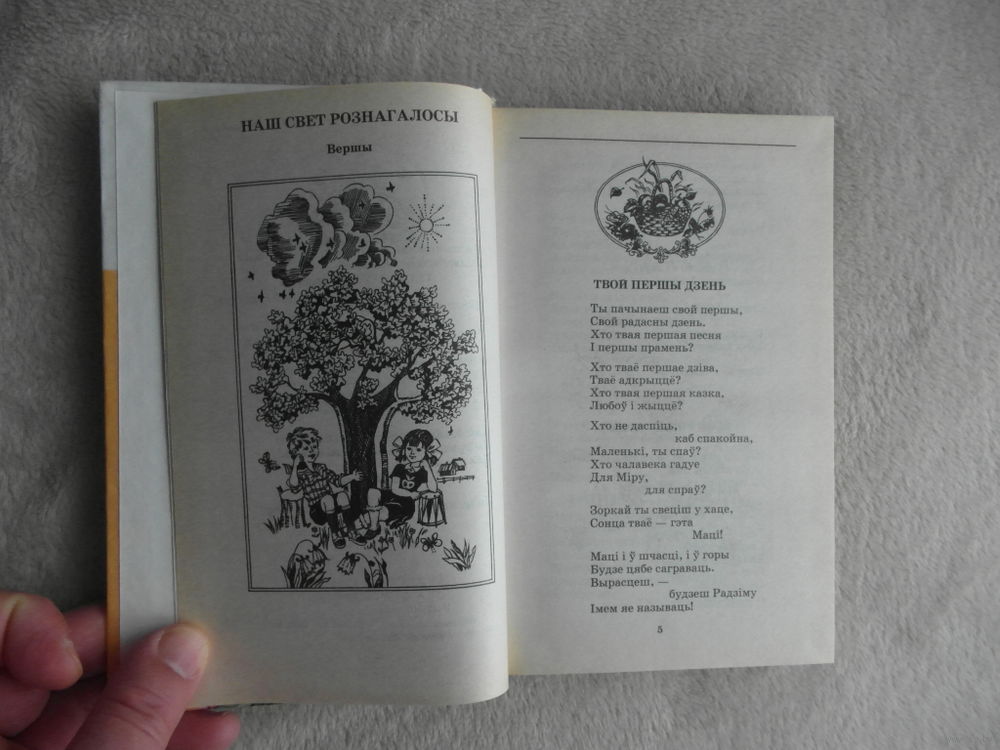 НАШ СВЕТ РОЗНАГАЛОСЫ
Вершы
ТВОЙ ПЕРШЫ ДЗЕНЬ
Ты пачынаеш свой першы,
Свой радасны дзень.
Хто твая першая песня
І першы прамень?
Хто тваё першае дзіва,
Тваё адкрыццё?
Хто твая першая казка,
Любоў і жыццё?
Хто не даспіць,
каб спакойна,
Маленькі, ты спаў?
Хто чалавека гадуе
Для Міру,
для спраў?
Зоркай ты свеціш у хаце,
Сонца тваё — гэта
Маці!
Маці і ў шчасці, і ў горы
Будзе цябе саграваць.
Вырасцеш, —
будзеш Радзіму
Імем яе называць!
5